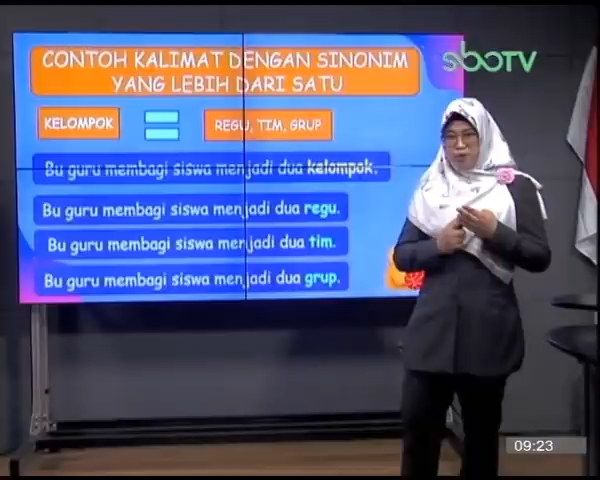 CONTOH KALIMAT DENGAN SINONIM
YANG LEBIH DARI SATU
sboTV
KELOMPOK
=
REGU, TIM, GRUP
Bu guru membagi siswa menjadi dua kelompok.
Bu guru membagi siswa menjadi dua regu.
Bu guru membagi siswa menjadi dua tim.
Bu guru membagi siswa menjadi dua grup.
09:23